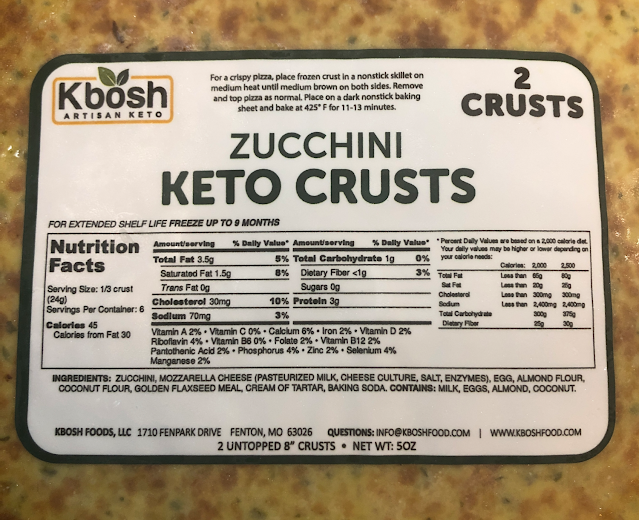 Kbosh
ARTISAN KETO
For a crispy pizza, place frozen crust in a nonstick skillet on
medium heat until medium brown on both sides. Remove
and top pizza as normal. Place on a dark nonstick baking
sheet and bake at 425° F for 11-13 minutes.
2
CRUSTS
ZUCCHINI
KETO CRUSTS
FOR EXTENDED SHELF LIFE FREEZE UP TO 9 MONTHS
Nutrition
Facts
Serving Size: 1/3 crust
(24g)
Servings Per Container: 6
Calories 45
Calories from Fat 30
Amount/serving % Daily Value*
Total Fat 3.5g 5%
Saturated Fat 1.5g 8%
Trans Fat 0g
Cholesterol 30mg 10%
Sodium 70mg 3%
Amount/serving % Daily Value*
Total Carbohydrate 1g 0%
Dietary Fiber <1g 3%
Sugars 0g
Protein 3g
Vitamin A 2% • Vitamin C 0% • Calcium 6% • Iron 2% • Vitamin D 2%
Riboflavin 4% • Vitamin B6 0% • Folate 2% • Vitamin B12 2%
Pantothenic Acid 2% • Phosphorus 4% • Zinc 2% • Selenium 4%
Manganese 2%
* Percent Daily Values are based on a 2,000 calorie diet.
Your daily values may be higher or lower depending on
your calorie needs:
Calories: 2,000 2,500
Total Fat Less than 65g 80g
Sat Fat Less than 20g 25g
Cholesterol Less than 300mg 300mg
Sodium Less than 2,400mg 2,400mg
Total Carbohydrate 300g 375g
Dietary Fiber 25g 30g
INGREDIENTS: ZUCCHINI, MOZZARELLA CHEESE (PASTEURIZED MILK, CHEESE CULTURE, SALT, ENZYMES), EGG, ALMOND FLOUR,
COCONUT FLOUR, GOLDEN FLAXSEED MEAL, CREAM OF TARTAR, BAKING SODA. CONTAINS: MILK, EGGS, ALMOND, COCONUT.
KBOSH FOODS, LLC 1710 FENPARK DRIVE FENTON, MO 63026 QUESTIONS: INFO@KBOSHFOOD.COM | WWW.KBOSHFOOD.COM
2 UNTOPPED 8" CRUSTS • NET WT: 5OZ